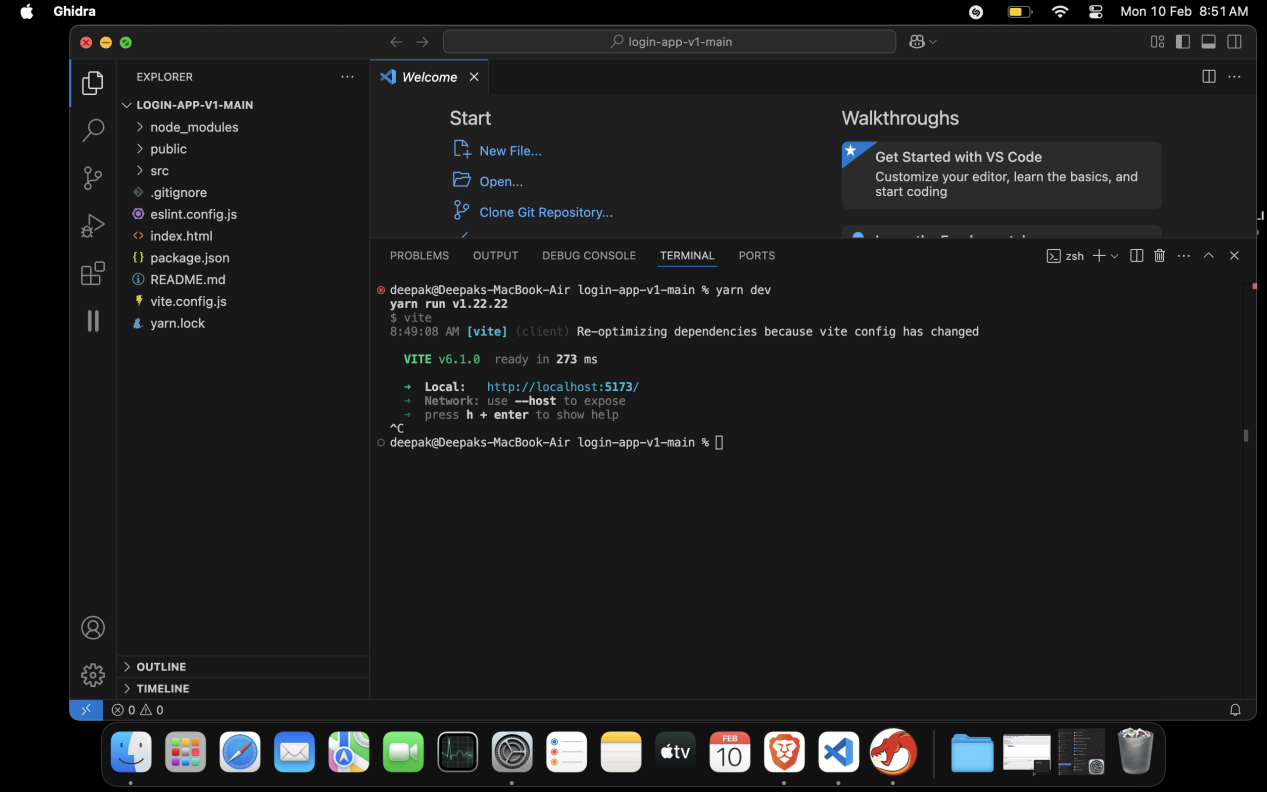 Ghidra
Mon 10 Feb 8:51 AM
login-app-v1-main
EXPLORER
Welcome
LOGIN-APP-V1-MAIN
node_modules
public
src
.gitignore
eslint.config.js
index.html
package.json
README.md
vite.config.js
yarn.lock
Start
New File...
Open...
Clone Git Repository...
Walkthroughs
Get Started with VS Code
Customize your editor, learn the basics, and
start coding
PROBLEMS OUTPUT DEBUG CONSOLE TERMINAL PORTS
zsh
deepak@Deepaks-MacBook-Air login-app-v1-main % yarn dev
yarn run v1.22.22
$ vite
8:49:08 AM [vite] (client) Re-optimizing dependencies because vite config has changed
VITE v6.1.0 ready in 273 ms
➜ Local: http://localhost:5173/
➜ Network: use --host to expose
➜ press h + enter to show help
^C
deepak@Deepaks-MacBook-Air login-app-v1-main %
OUTLINE
TIMELINE
0 0
tv
FEB
10